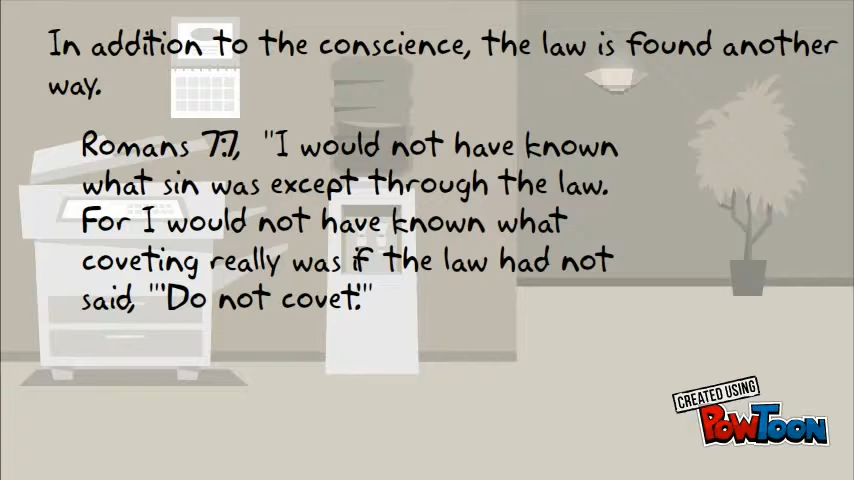 In addition to the conscience, the law is found another
way.
Romans 7:7, "I would not have known
what sin was except through the law.
For I would not have known what
coveting really was if the law had not
said, "'Do not covet.'"
CREATED USING
POWTOON